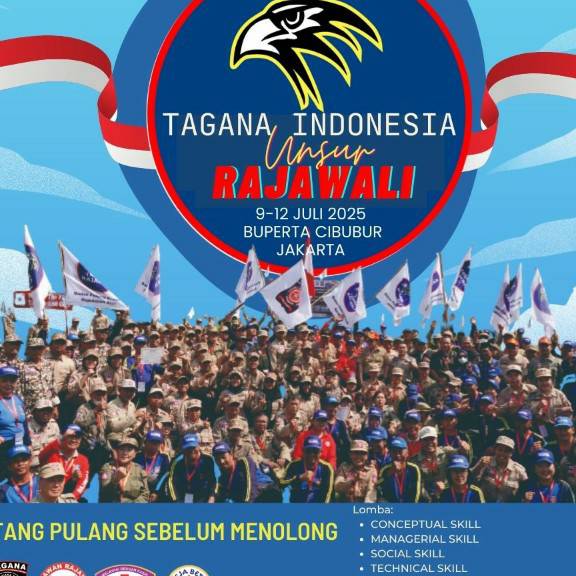 TAGANA INDONESIA
Unsur
RAJAWALI
9-12 JULI 2025
BUPERTA CIBUBUR
JAKARTA
TANG PULANG SEBELUM MENOLONG
Lomba:
• CONCEPTUAL SKILL
• MANAGERIAL SKILL
• SOCIAL SKILL
• TECHNICAL SKILL
AGANA